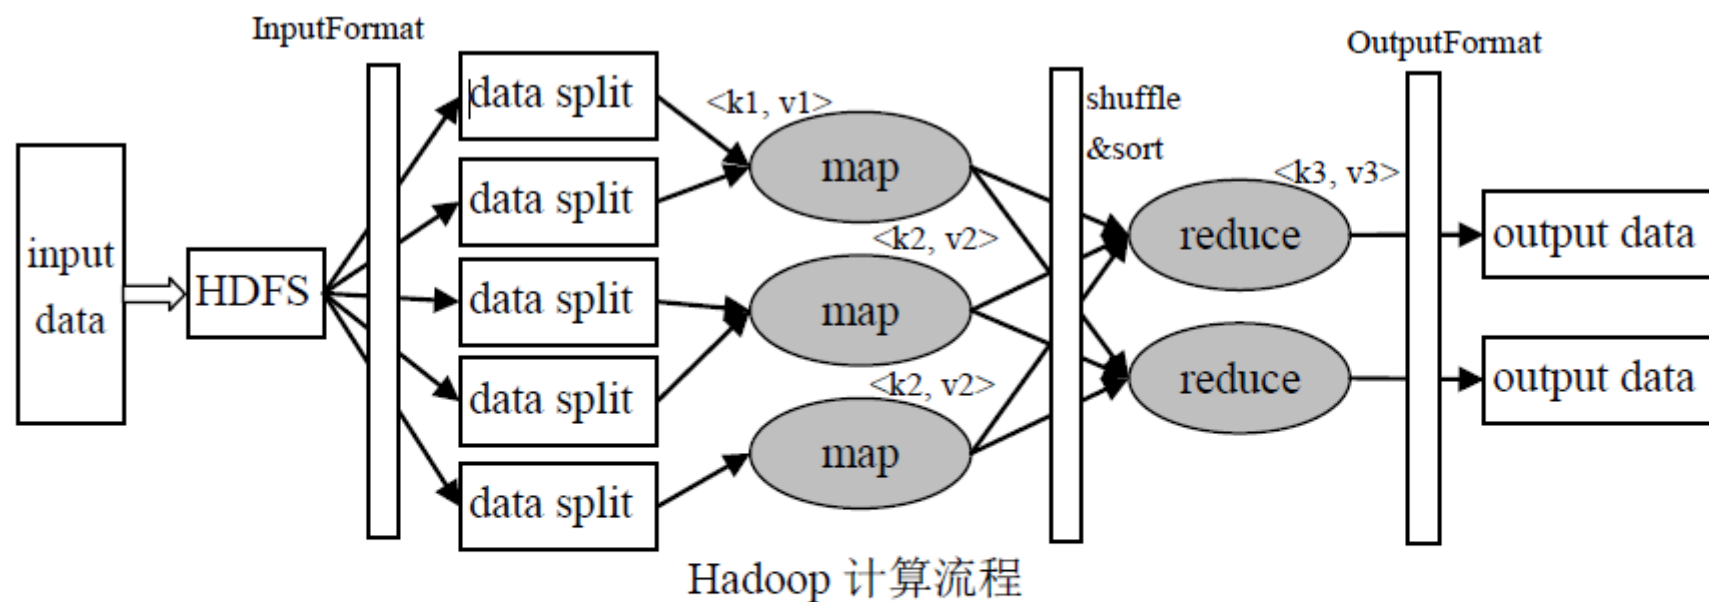 InputFormat
OutputFormat
data split
<k1, v1>
shuffle
&sort
map
data split
<k3, v3>
input
data
HDFS
<k2, v2>
reduce
output data
data split
map
data split
<k2, v2>
reduce
output data
map
data split
Hadoop 计算流程